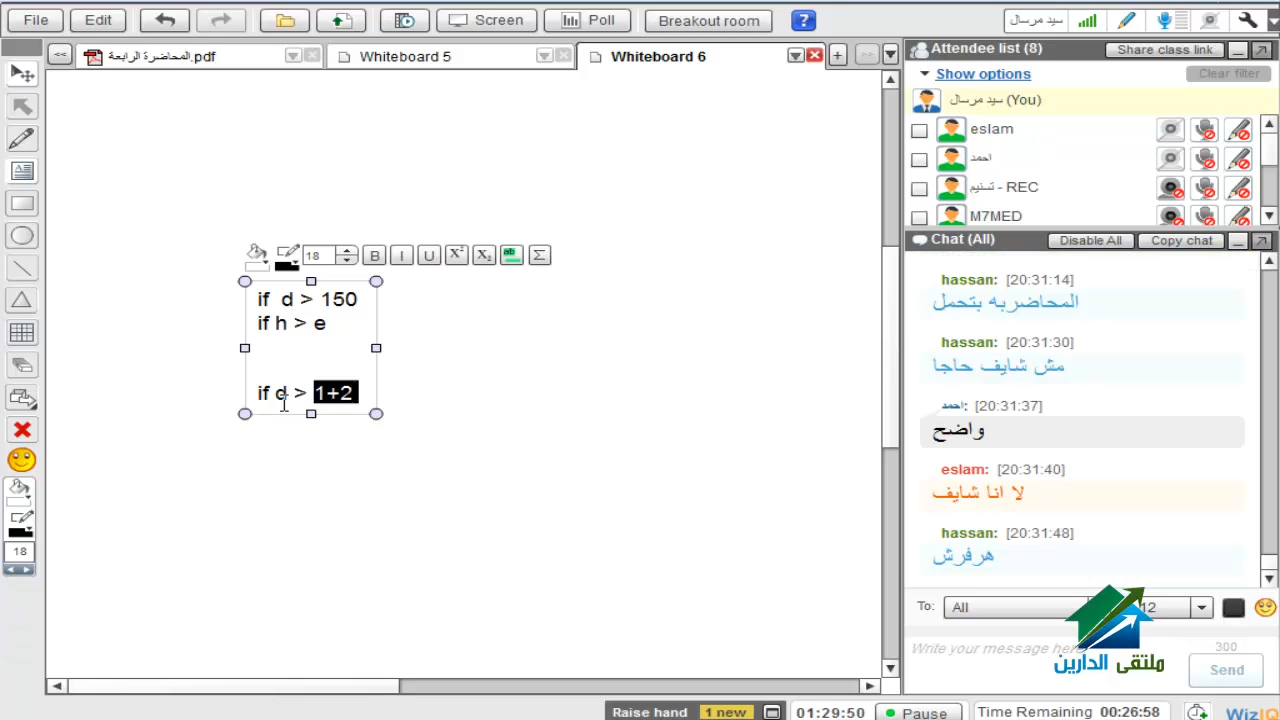 File Edit Screen Poll Breakout room ? سيد مرسال
<< المحاضرة الرابعة.pdf Whiteboard 5 Whiteboard 6 + >>
Attendee list (8) Share class link
Show options Clear filter
سيد مرسال (You)
eslam
احمد
تسنيم - REC
M7MED
Chat (All) Disable All Copy chat
18 B I U X² X₂ ab Σ
if d > 150
if h > e
if d > 1+2
18
hassan: [20:31:14]
المحاضربه بتحمل
hassan: [20:31:30]
مش شايف حاجا
احمد: [20:31:37]
واضح
eslam: [20:31:40]
لا انا شايف
hassan: [20:31:48]
هرفرش
To: All 12
Write your message here 300
Send
ملتقى الدارين
Raise hand 1 new 01:29:50 Pause Time Remaining 00:26:58 WizIQ